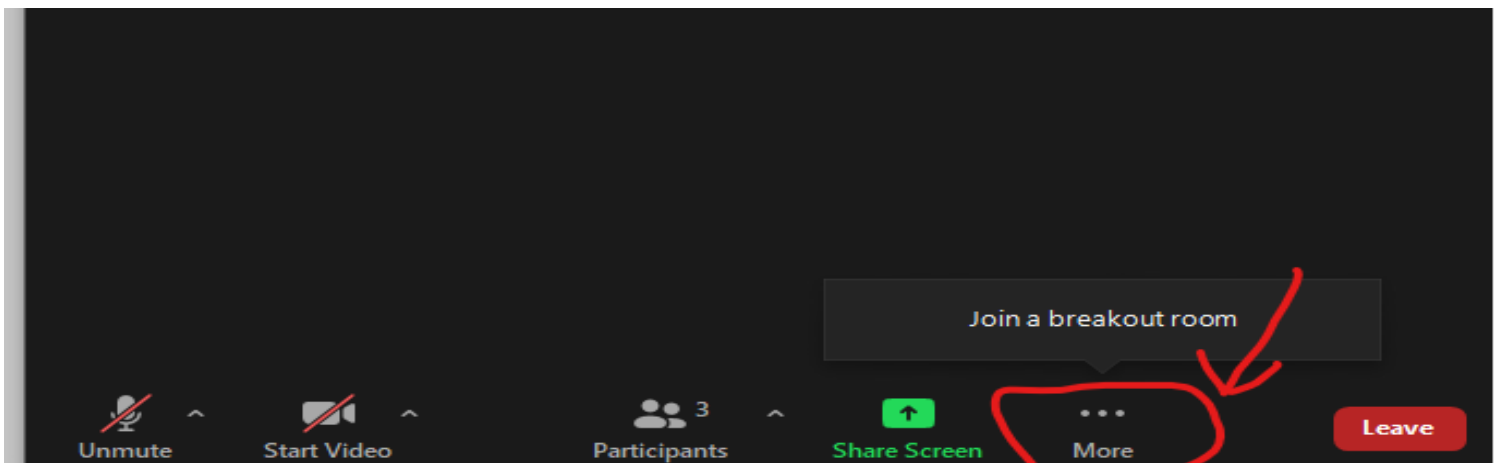 Join a breakout room
3
Unmute
Start Video
Participants
Share Screen
More
Leave